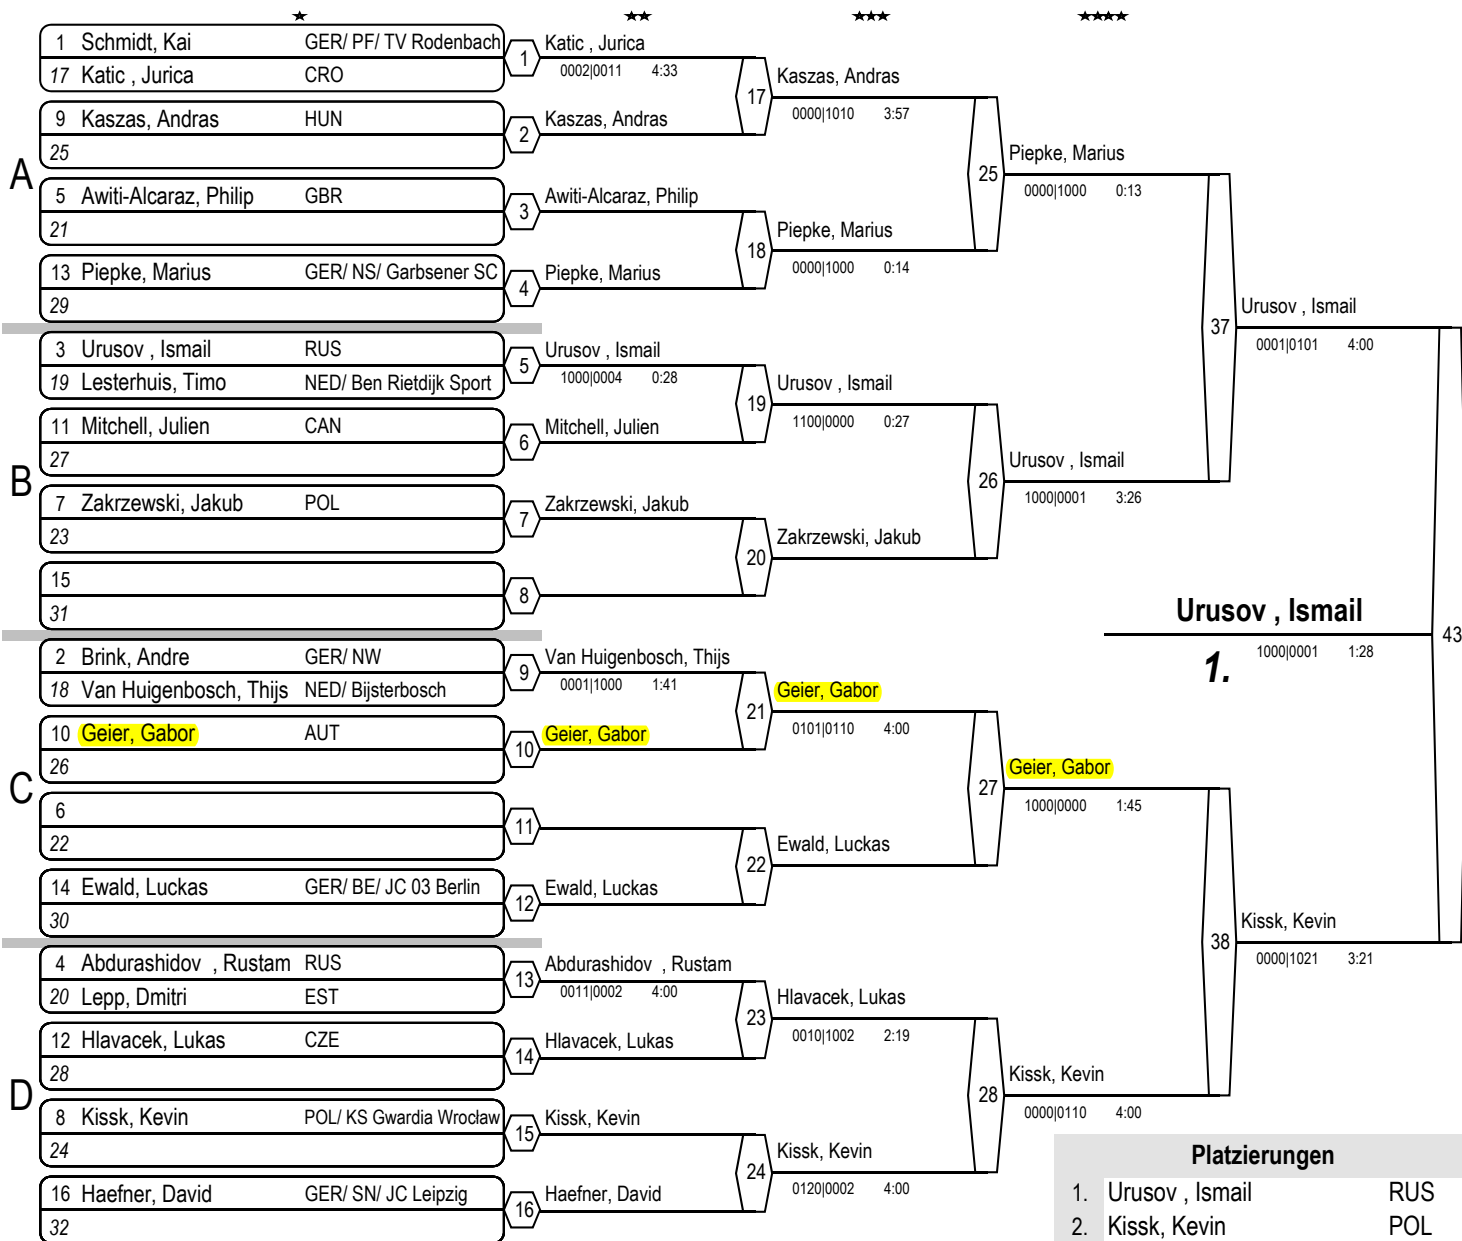 1 Schmidt, Kai GER/ PF/ TV Rodenbach
17 Katic , Jurica CRO
1
Katic , Jurica
0002|0011 4:33
9 Kaszas, Andras HUN
25
2
Kaszas, Andras
17
Kaszas, Andras
0000|1010 3:57
A
5 Awiti-Alcaraz, Philip GBR
21
3
Awiti-Alcaraz, Philip
13 Piepke, Marius GER/ NS/ Garbsener SC
29
4
Piepke, Marius
18
Piepke, Marius
0000|1000 0:14
25
Piepke, Marius
0000|1000 0:13
3 Urusov , Ismail RUS
19 Lesterhuis, Timo NED/ Ben Rietdijk Sport
5
Urusov , Ismail
1000|0004 0:28
11 Mitchell, Julien CAN
27
6
Mitchell, Julien
19
Urusov , Ismail
1100|0000 0:27
B
7 Zakrzewski, Jakub POL
23
7
Zakrzewski, Jakub
15
31
8
20
Zakrzewski, Jakub
26
Urusov , Ismail
1000|0001 3:26
37
Urusov , Ismail
0001|0101 4:00
2 Brink, Andre GER/ NW
18 Van Huigenbosch, Thijs NED/ Bijsterbosch
9
Van Huigenbosch, Thijs
0001|1000 1:41
10 Geier, Gabor AUT
26
10
Geier, Gabor
21
Geier, Gabor
0101|0110 4:00
C
6
22
11
14 Ewald, Luckas GER/ BE/ JC 03 Berlin
30
12
Ewald, Luckas
22
Ewald, Luckas
27
Geier, Gabor
1000|0000 1:45
4 Abdurashidov , Rustam RUS
20 Lepp, Dmitri EST
13
Abdurashidov , Rustam
0011|0002 4:00
12 Hlavacek, Lukas CZE
28
14
Hlavacek, Lukas
23
Hlavacek, Lukas
0010|1002 2:19
D
8 Kissk, Kevin POL/ KS Gwardia Wrocław
24
15
Kissk, Kevin
16 Haefner, David GER/ SN/ JC Leipzig
32
16
Haefner, David
24
Kissk, Kevin
0120|0002 4:00
28
Kissk, Kevin
0000|0110 4:00
38
Kissk, Kevin
0000|1021 3:21
43
Urusov , Ismail
1. 1000|0001 1:28
Platzierungen
1. Urusov , Ismail RUS
2. Kissk, Kevin POL